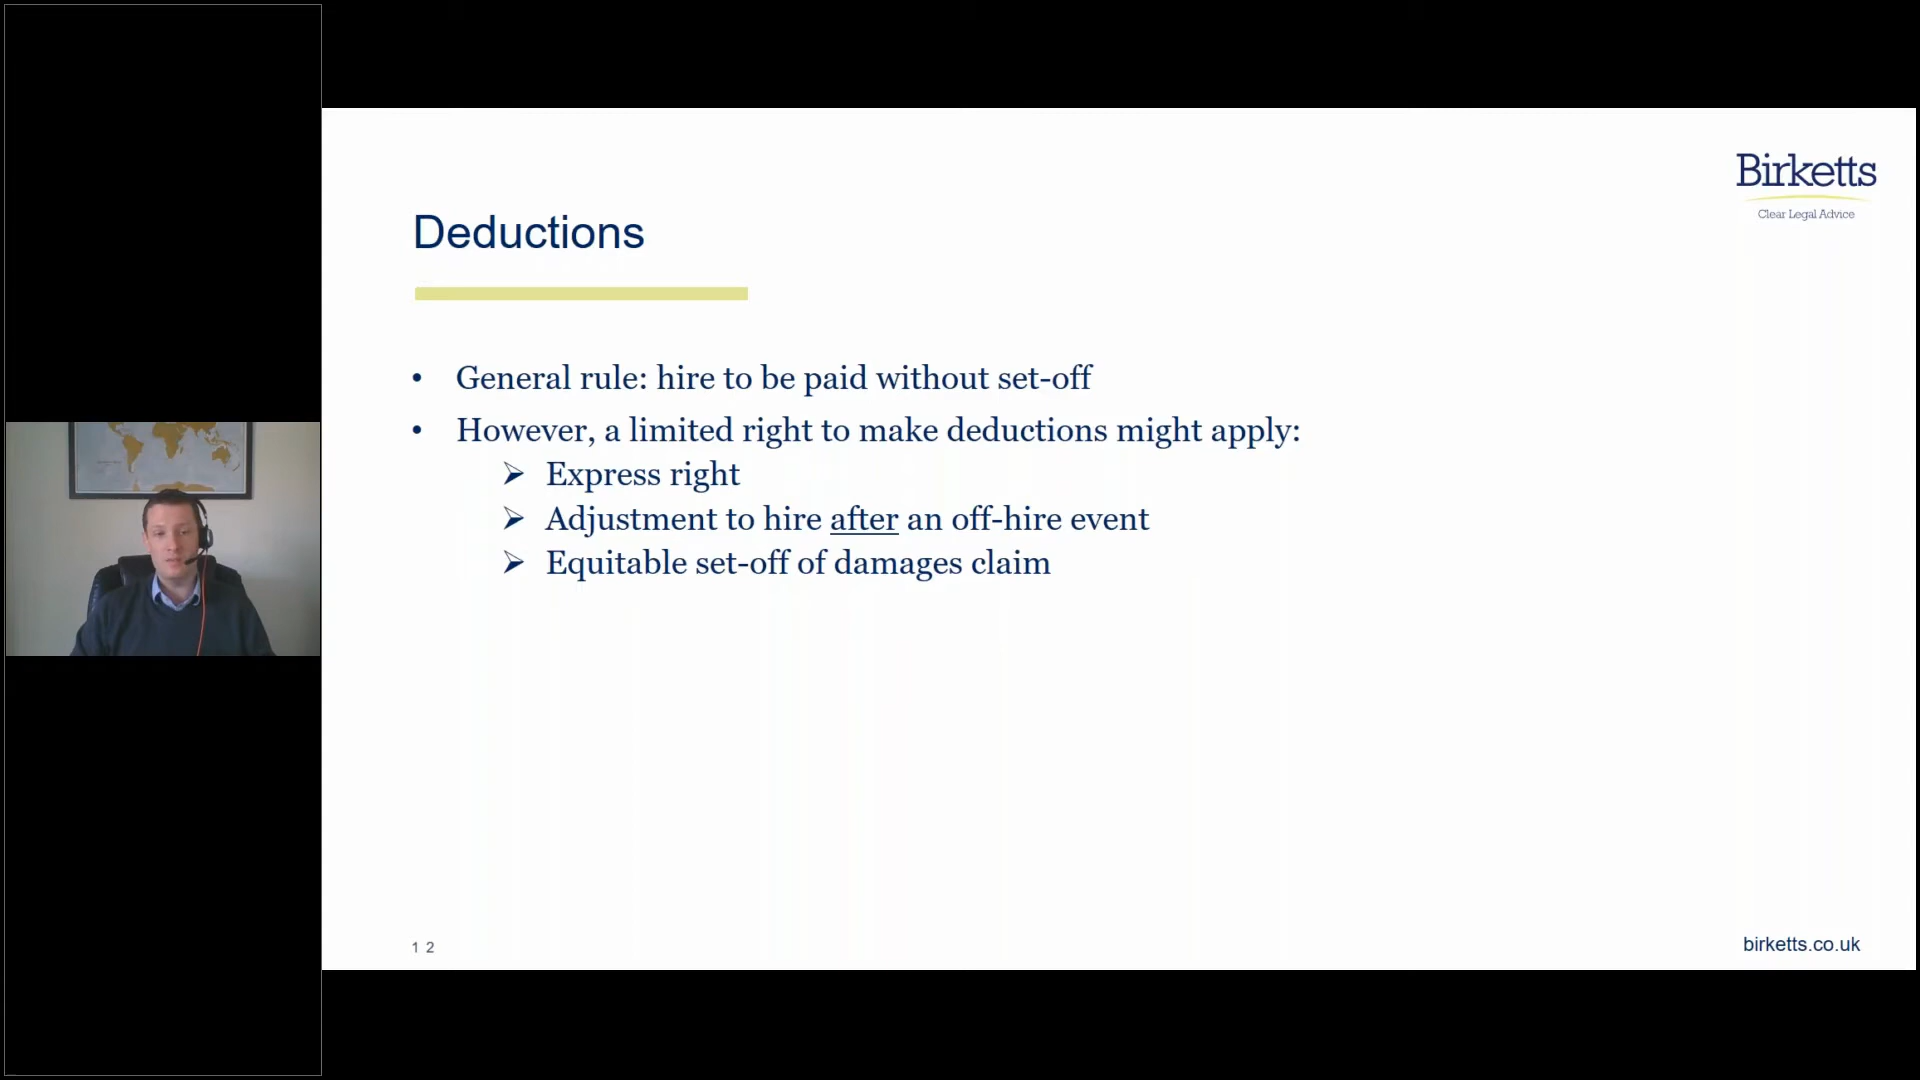 Birketts
Clear Legal Advice
Deductions
• General rule: hire to be paid without set-off
• However, a limited right to make deductions might apply:
➢ Express right
➢ Adjustment to hire after an off-hire event
➢ Equitable set-off of damages claim
12
birketts.co.uk